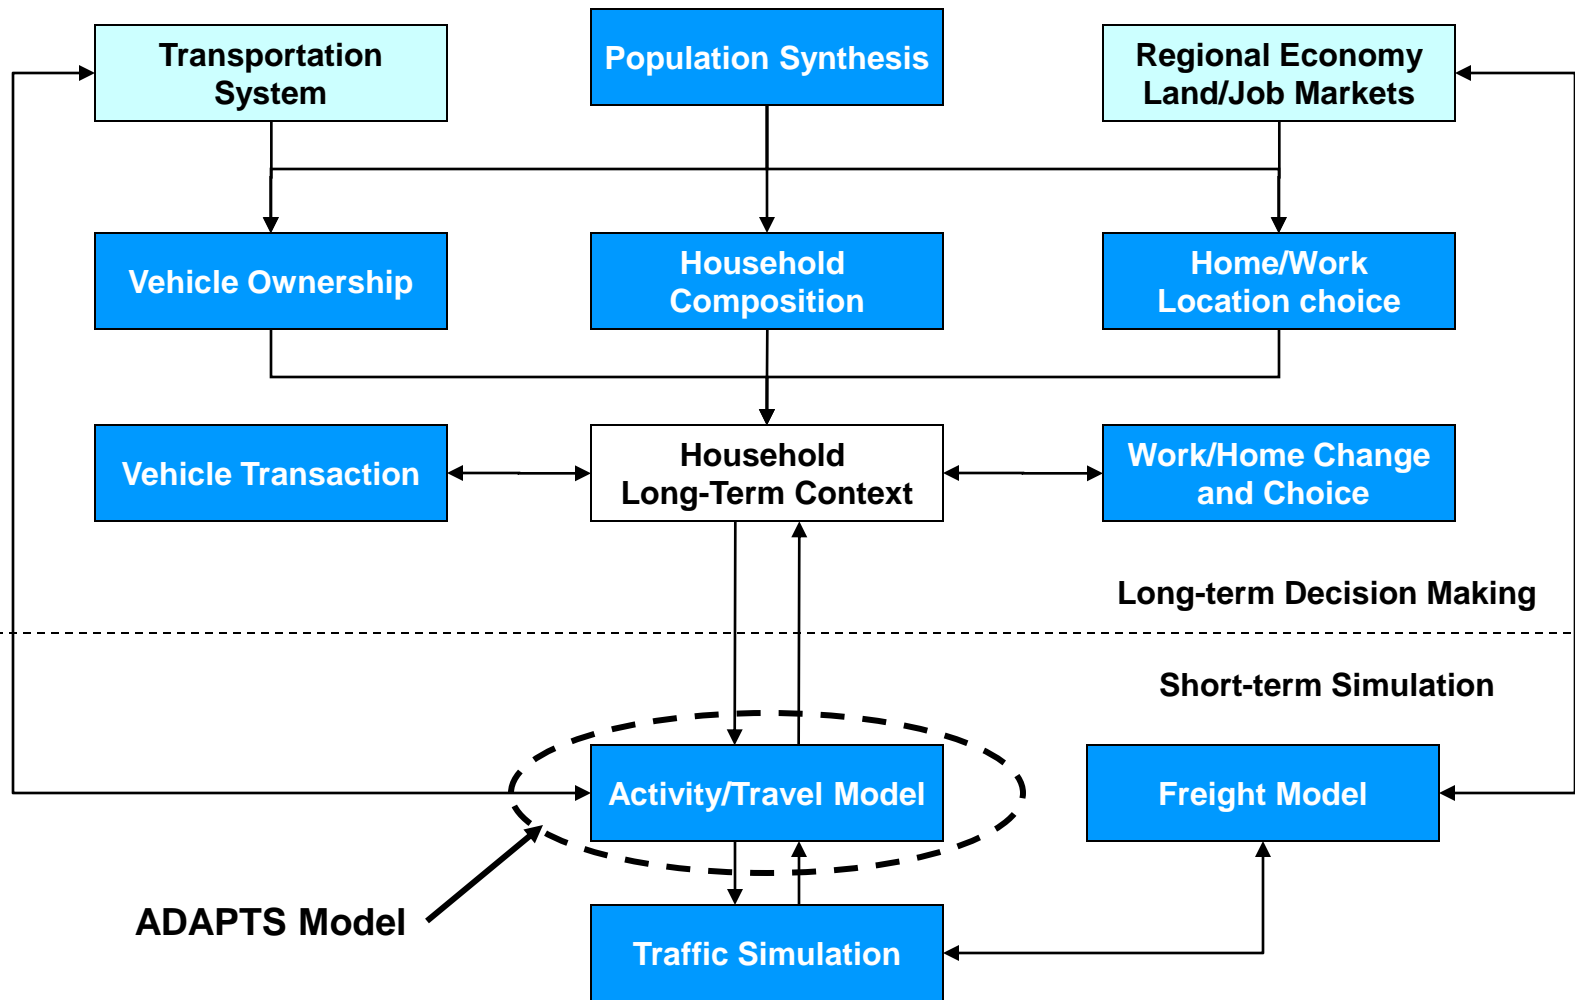 Transportation
System
Population Synthesis
Regional Economy
Land/Job Markets
Vehicle Ownership
Household
Composition
Home/Work
Location choice
Vehicle Transaction
Household
Long-Term Context
Work/Home Change
and Choice
Long-term Decision Making
Short-term Simulation
Activity/Travel Model
Freight Model
ADAPTS Model
Traffic Simulation